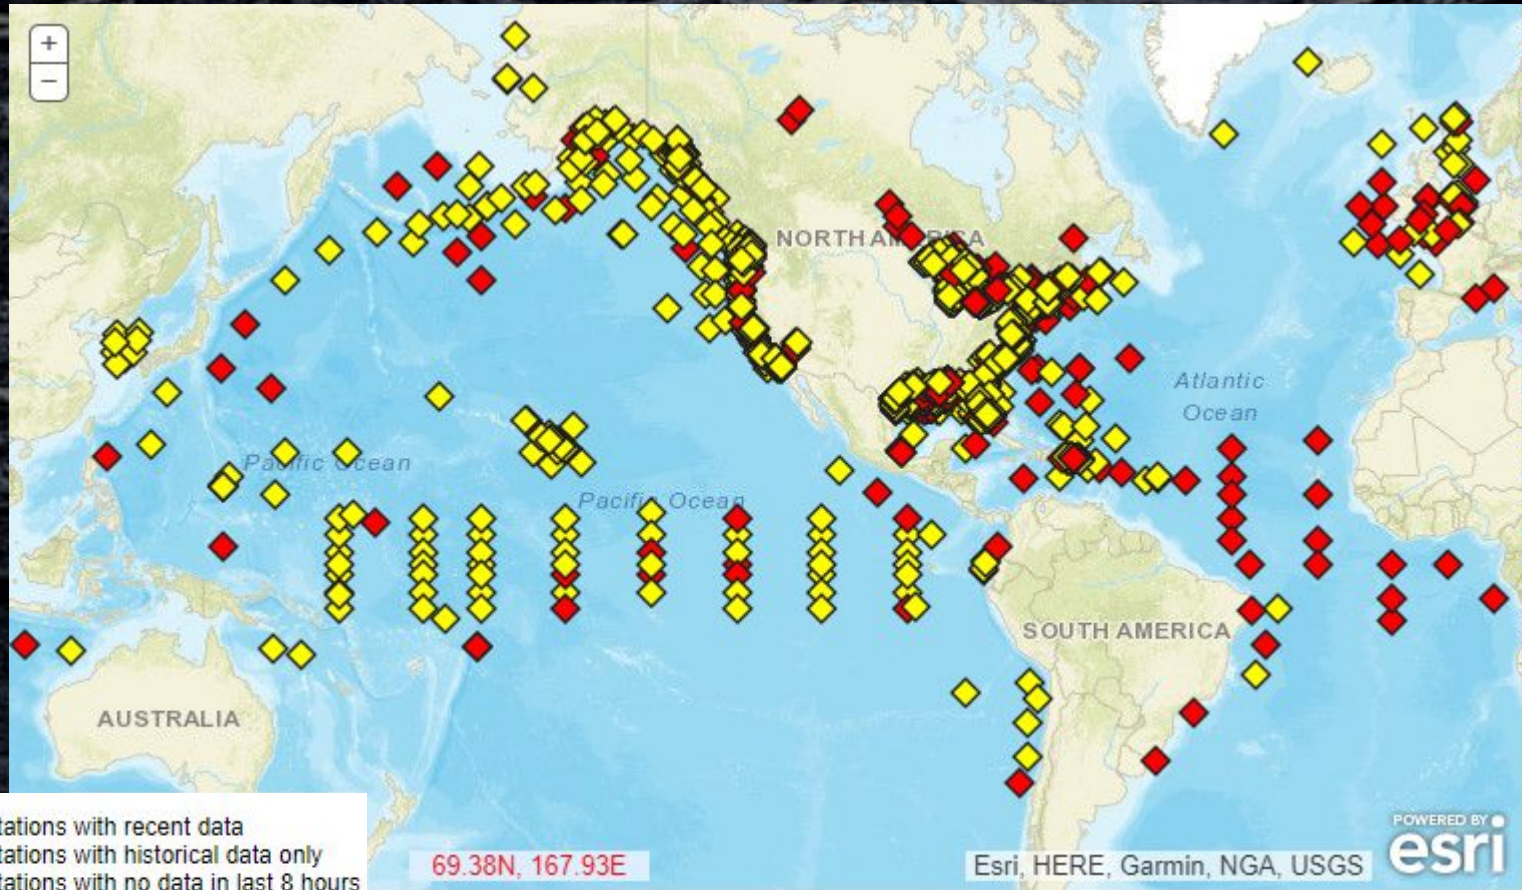 +
−
NORTH AMERICA
Atlantic
Ocean
Pacific Ocean
Pacific Ocean
SOUTH AMERICA
AUSTRALIA
tations with recent data
tations with historical data only
tations with no data in last 8 hours
69.38N, 167.93E
Esri, HERE, Garmin, NGA, USGS
POWERED BY
esri